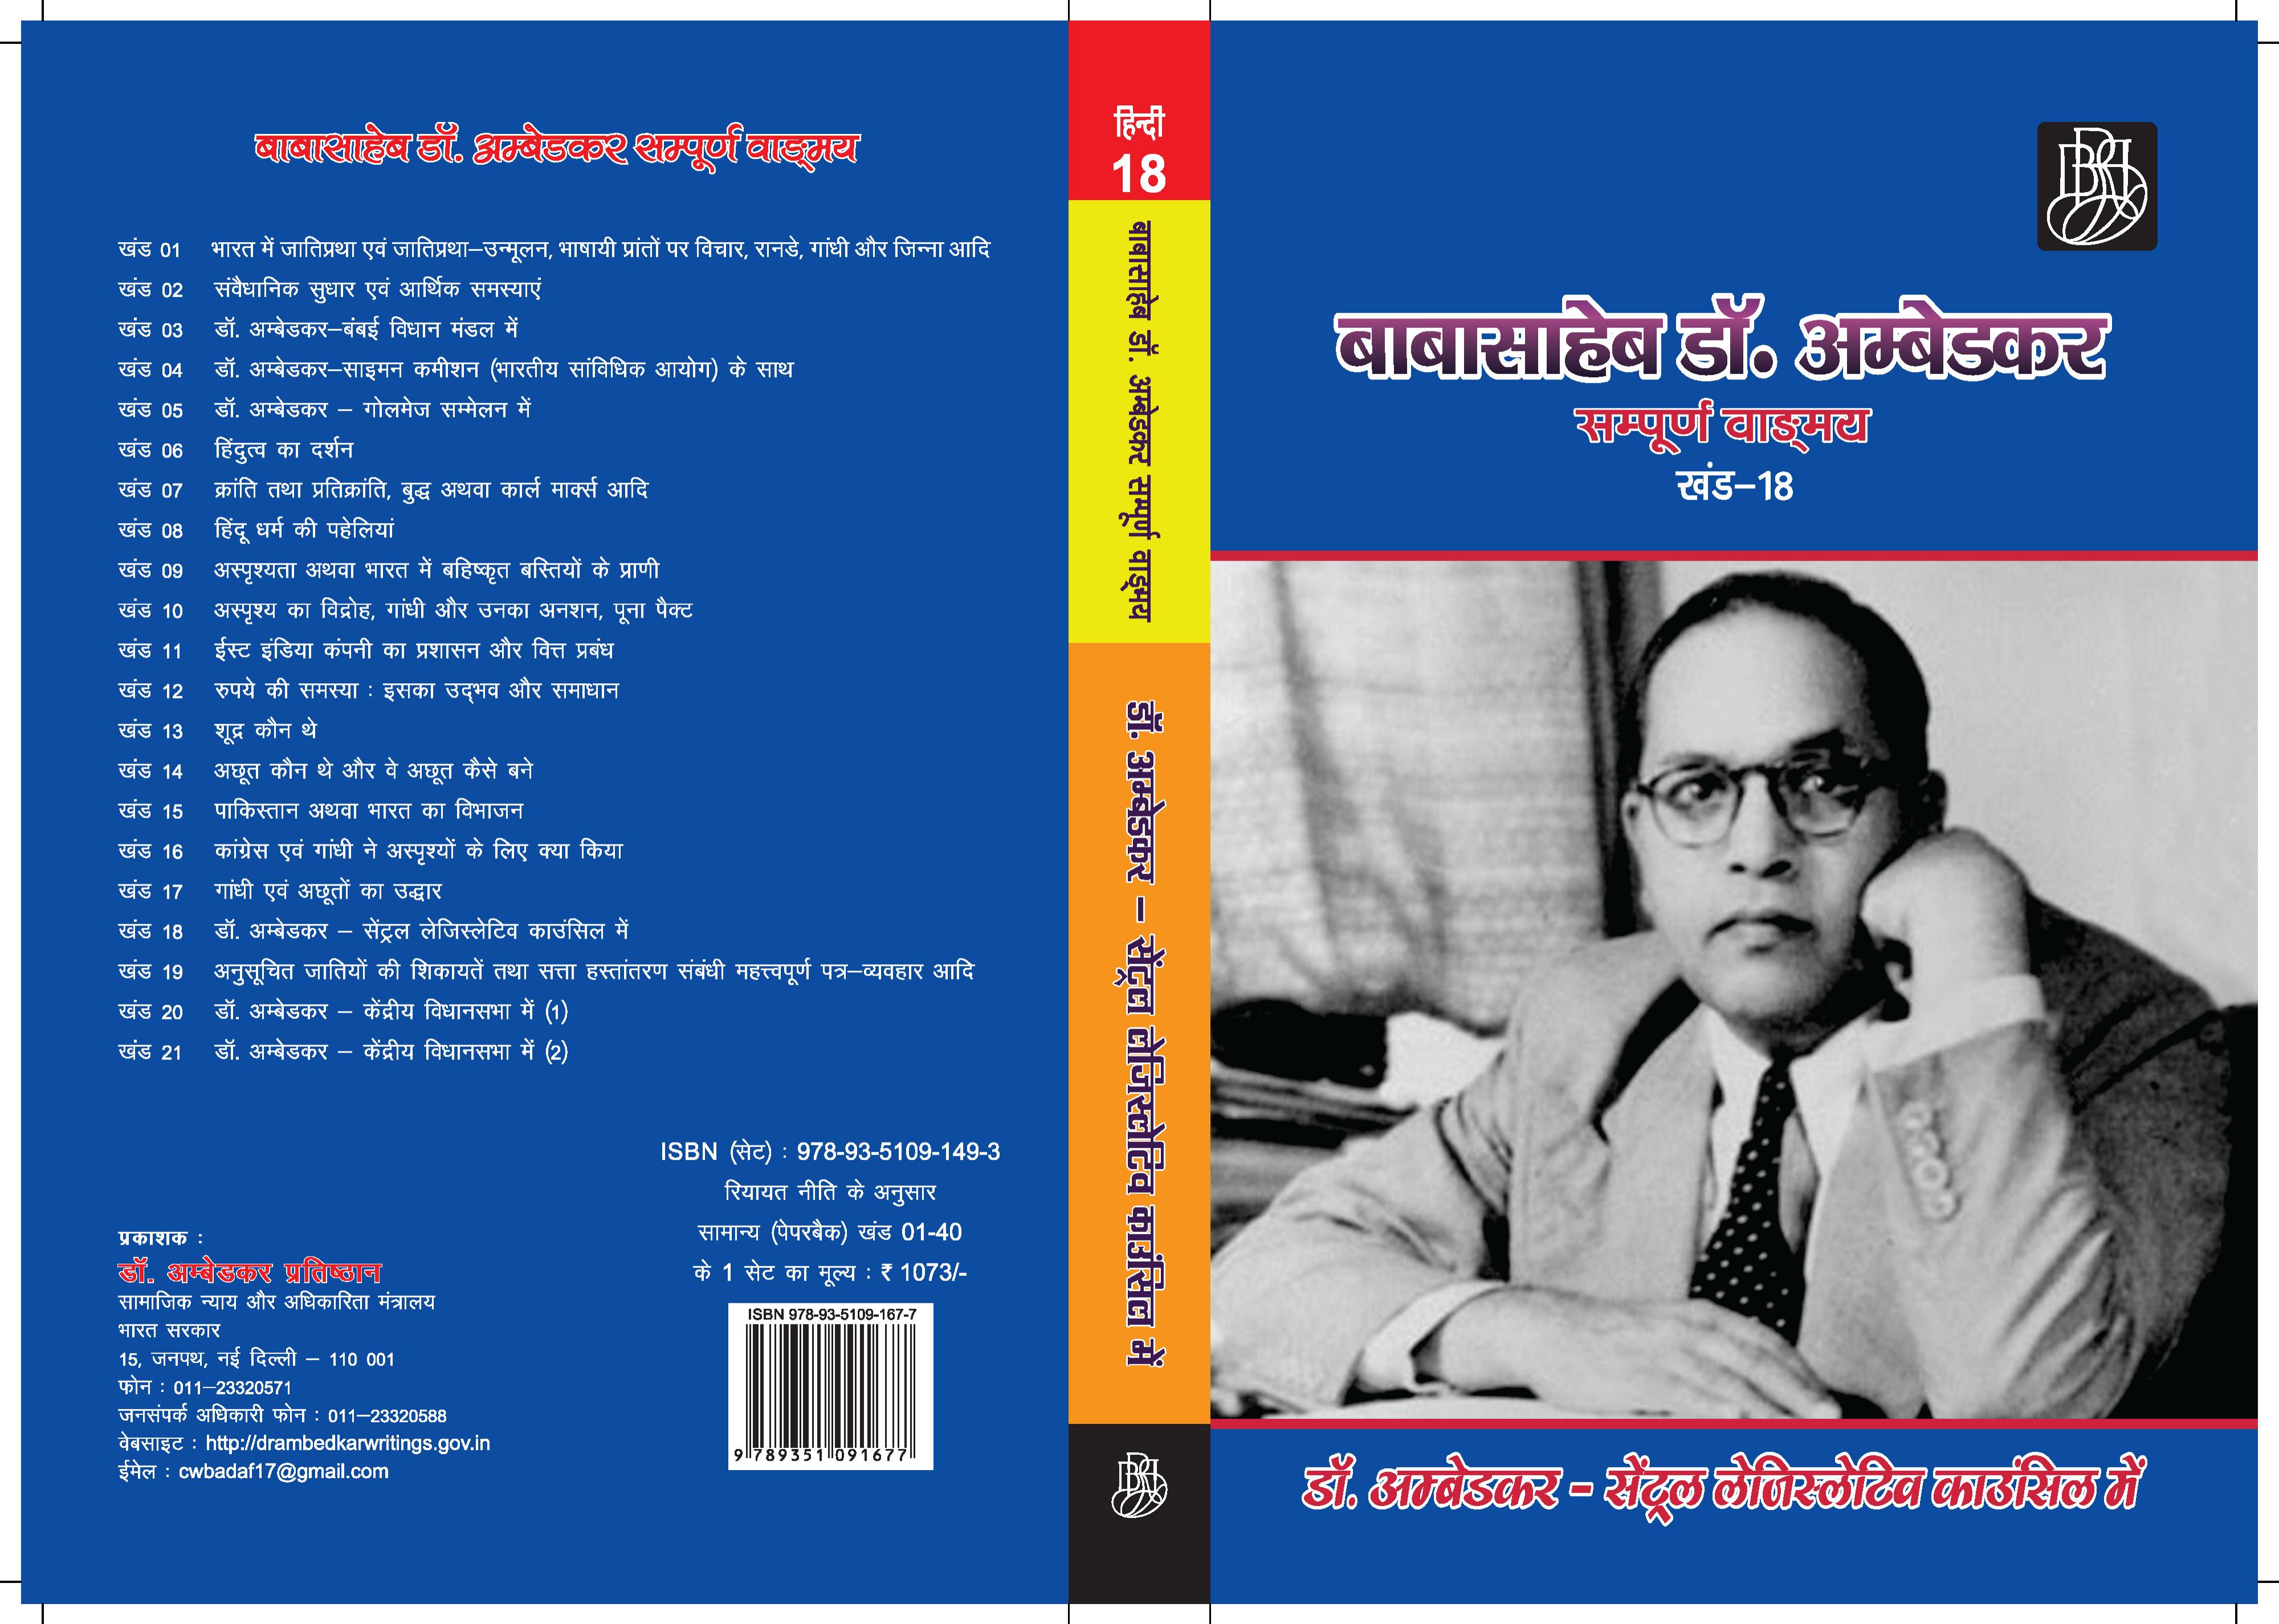 बाबासाहेब डॉ. अम्बेडकर सम्पूर्ण वाङ्मय
खंड 01 भारत में जातिप्रथा एवं जातिप्रथा–उन्मूलन, भाषायी प्रांतों पर विचार, रानडे, गांधी और जिन्ना आदि
खंड 02 संवैधानिक सुधार एवं आर्थिक समस्याएं
खंड 03 डॉ. अम्बेडकर–बंबई विधान मंडल में
खंड 04 डॉ. अम्बेडकर–साइमन कमीशन (भारतीय सांविधिक आयोग) के साथ
खंड 05 डॉ. अम्बेडकर – गोलमेज सम्मेलन में
खंड 06 हिंदुत्व का दर्शन
खंड 07 क्रांति तथा प्रतिक्रांति, बुद्ध अथवा कार्ल मार्क्स आदि
खंड 08 हिंदू धर्म की पहेलियां
खंड 09 अस्पृश्यता अथवा भारत में बहिष्कृत बस्तियों के प्राणी
खंड 10 अस्पृश्य का विद्रोह, गांधी और उनका अनशन, पूना पैक्ट
खंड 11 ईस्ट इंडिया कंपनी का प्रशासन और वित्त प्रबंध
खंड 12 रुपये की समस्या : इसका उद्भव और समाधान
खंड 13 शूद्र कौन थे
खंड 14 अछूत कौन थे और वे अछूत कैसे बने
खंड 15 पाकिस्तान अथवा भारत का विभाजन
खंड 16 कांग्रेस एवं गांधी ने अस्पृश्यों के लिए क्या किया
खंड 17 गांधी एवं अछूतों का उद्धार
खंड 18 डॉ. अम्बेडकर – सेंट्रल लेजिस्लेटिव काउंसिल में
खंड 19 अनुसूचित जातियों की शिकायतें तथा सत्ता हस्तांतरण संबंधी महत्त्वपूर्ण पत्र–व्यवहार आदि
खंड 20 डॉ. अम्बेडकर – केंद्रीय विधानसभा में (1)
खंड 21 डॉ. अम्बेडकर – केंद्रीय विधानसभा में (2)
ISBN (सेट) : 978-93-5109-149-3
रियायत नीति के अनुसार
सामान्य (पेपरबैक) खंड 01-40
के 1 सेट का मूल्य : ₹ 1073/-
ISBN 978-93-5109-167-7
9 789351 091677
प्रकाशक :
डॉ. अम्बेडकर प्रतिष्ठान
सामाजिक न्याय और अधिकारिता मंत्रालय
भारत सरकार
15, जनपथ, नई दिल्ली – 110 001
फोन : 011–23320571
जनसंपर्क अधिकारी फोन : 011–23320588
वेबसाइट : http://drambedkarwritings.gov.in
ईमेल : cwbadaf17@gmail.com
हिन्दी
18
बाबासाहेब डॉ. अम्बेडकर सम्पूर्ण वाङ्मय
डॉ. अम्बेडकर – सेंट्रल लेजिस्लेटिव काउंसिल में
बाबासाहेब डॉ. अम्बेडकर
सम्पूर्ण वाङ्मय
खंड–18
डॉ. अम्बेडकर - सेंट्रल लेजिस्लेटिव काउंसिल में